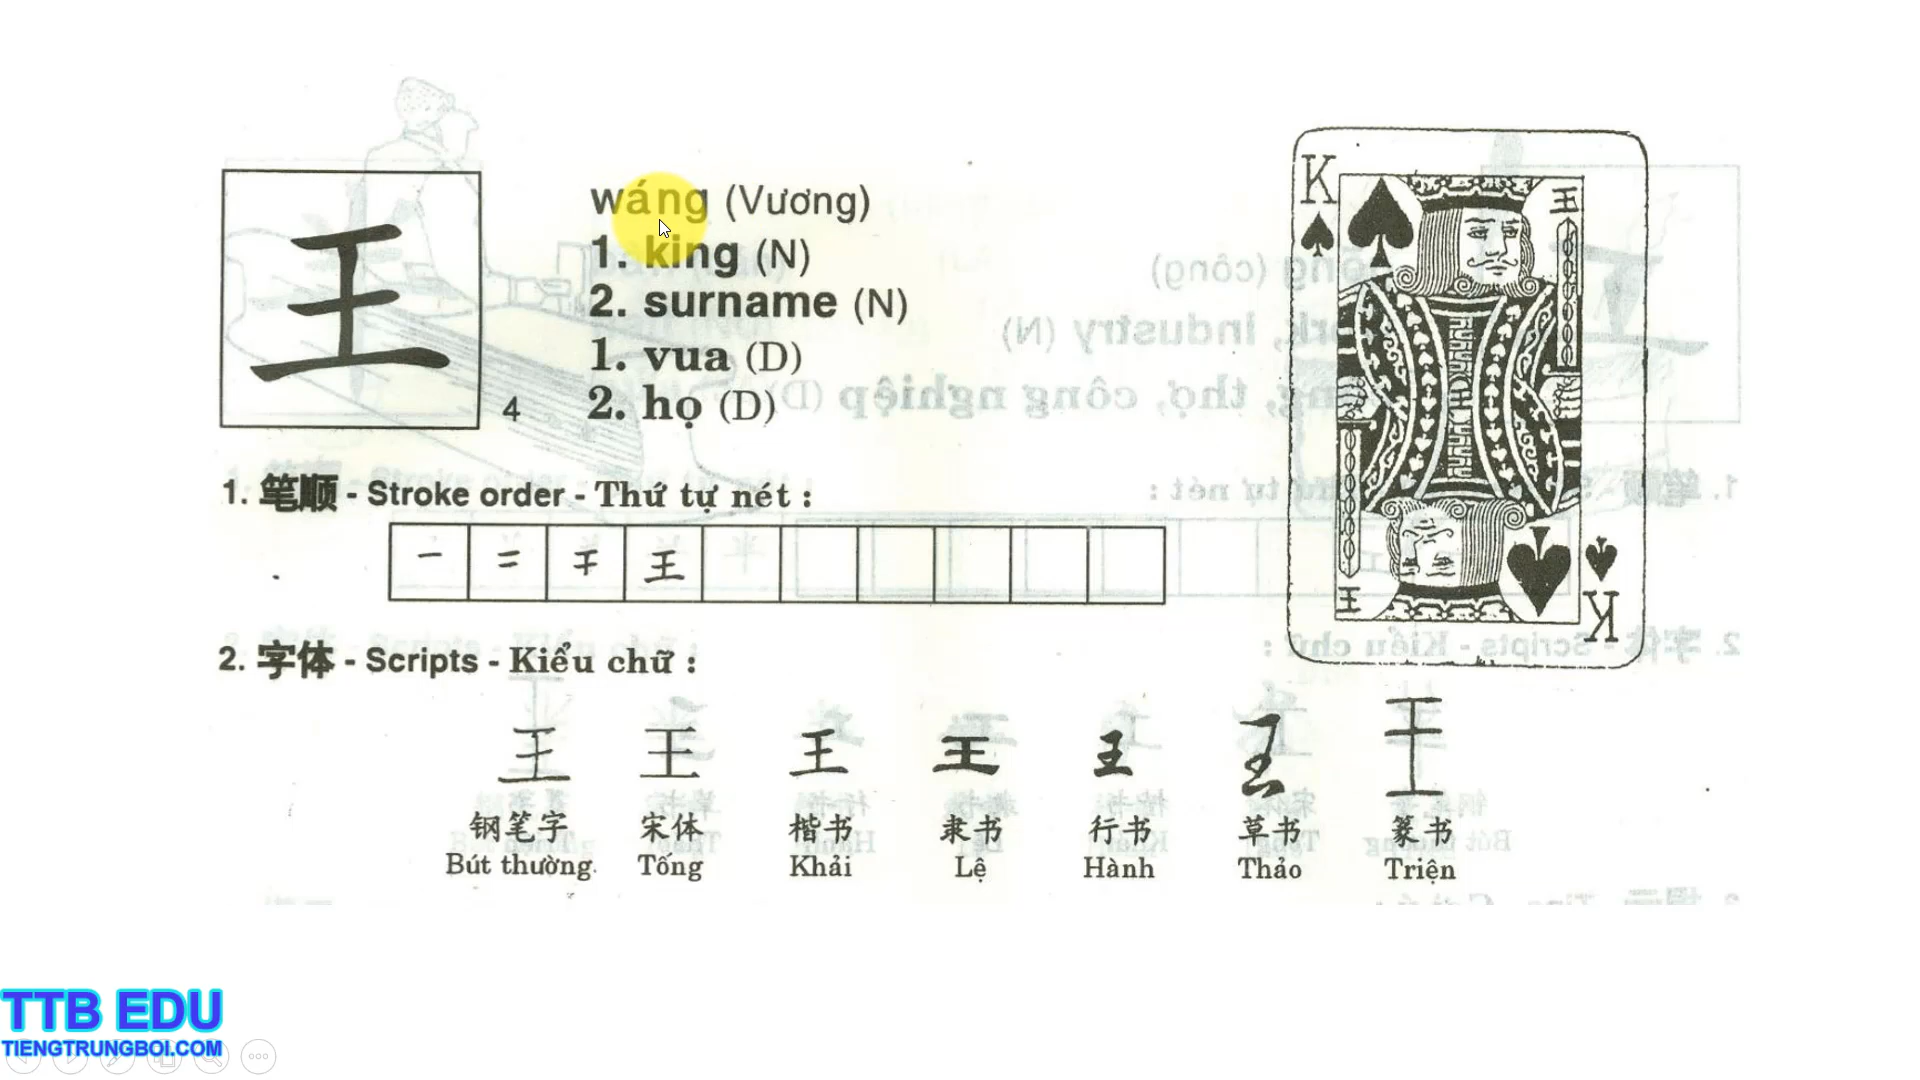 王
4
wáng (Vương)
1. king (N)
2. surname (N)
1. vua (D)
2. họ (D)
K
王
王
K
1. 笔顺 - Stroke order - Thứ tự nét :
一 二 干 王
2. 字体 - Scripts - Kiểu chữ :
王 王 王 王 王 王 王
钢笔字 宋体 楷书 隶书 行书 草书 篆书
Bút thường. Tống Khải Lệ Hành Thảo Triện
TTB EDU
TIENGTRUNGBOI.COM